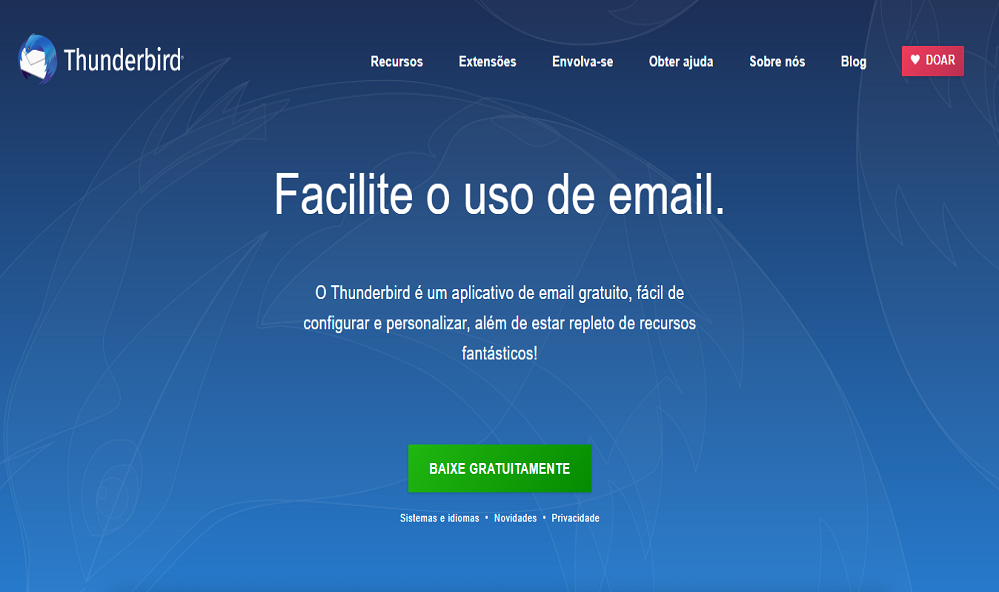 Thunderbird
Recursos Extensões Envolva-se Obter ajuda Sobre nós Blog DOAR
Facilite o uso de email.
O Thunderbird é um aplicativo de email gratuito, fácil de
configurar e personalizar, além de estar repleto de recursos
fantásticos!
BAIXE GRATUITAMENTE
Sistemas e idiomas • Novidades • Privacidade